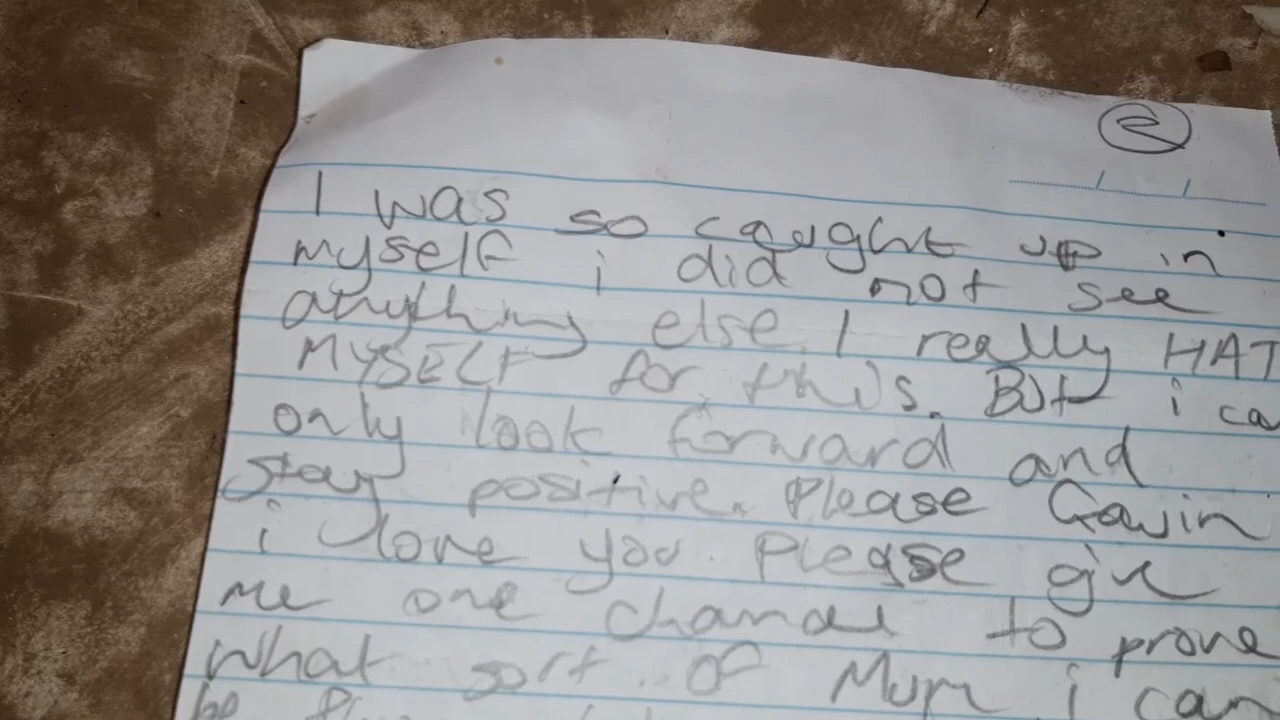 2
I was so caught up in
myself i did not see
anything else. I really HAT
MYSELF for this. But i ca
only look forward and
stay positive. Please Gavin
i love you. Please give
me one chance to prove
what sort of Mum i can
be